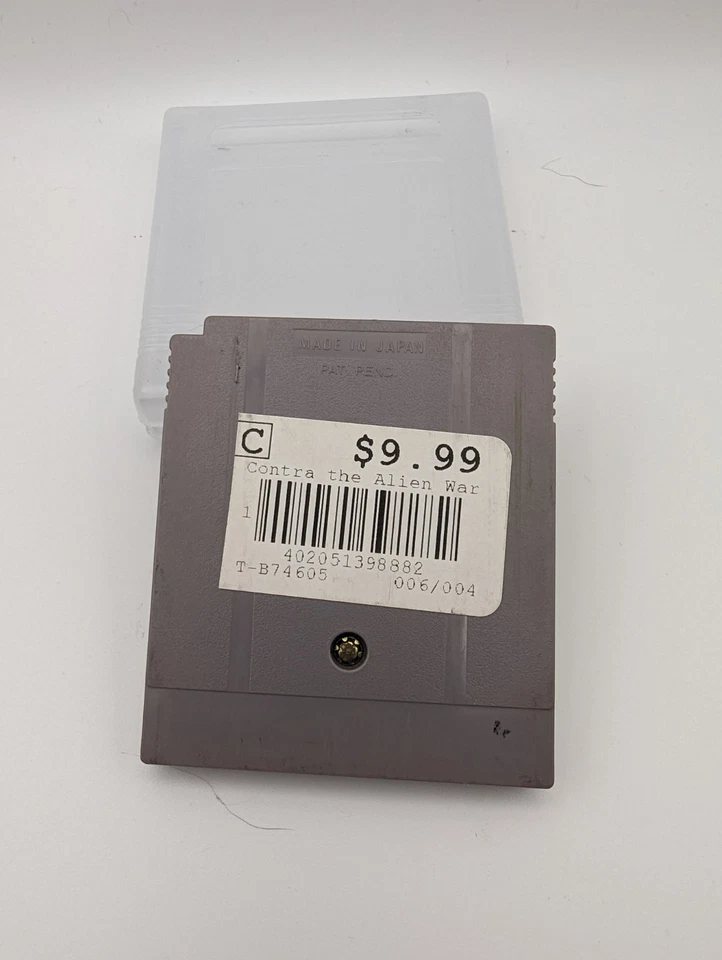 MADE IN JAPAN
PAT. PEND.
C $9.99
Contra the Alien War
1
402051398882
T-B74605 006/004